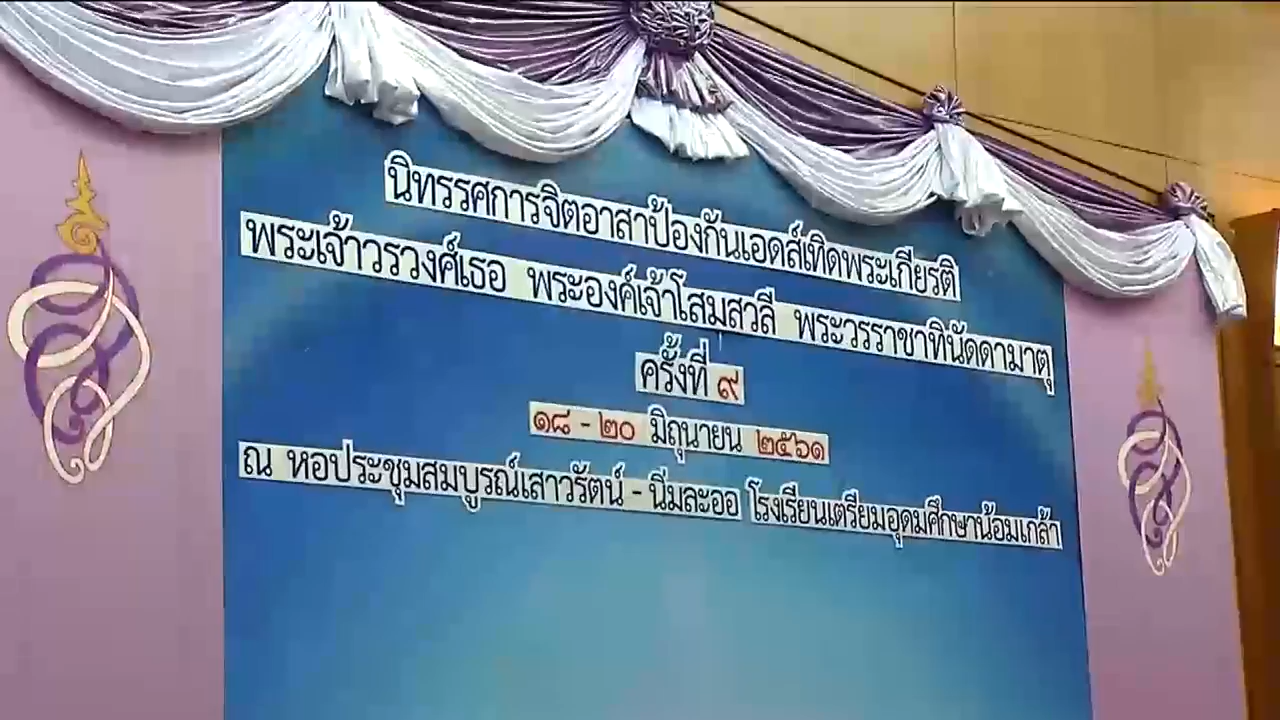 นิทรรศการจิตอาสาป้องกันเอดส์เทิดพระเกียรติ
พระเจ้าวรวงศ์เธอ พระองค์เจ้าโสมสวลี พระวรราชาทินัดดามาตุ
ครั้งที่ ๙
๑๘ - ๒๐ มิถุนายน ๒๕๖๑
ณ หอประชุมสมบูรณ์เสาวรัตน์ - นิ่มละออ โรงเรียนเตรียมอุดมศึกษาน้อมเกล้า